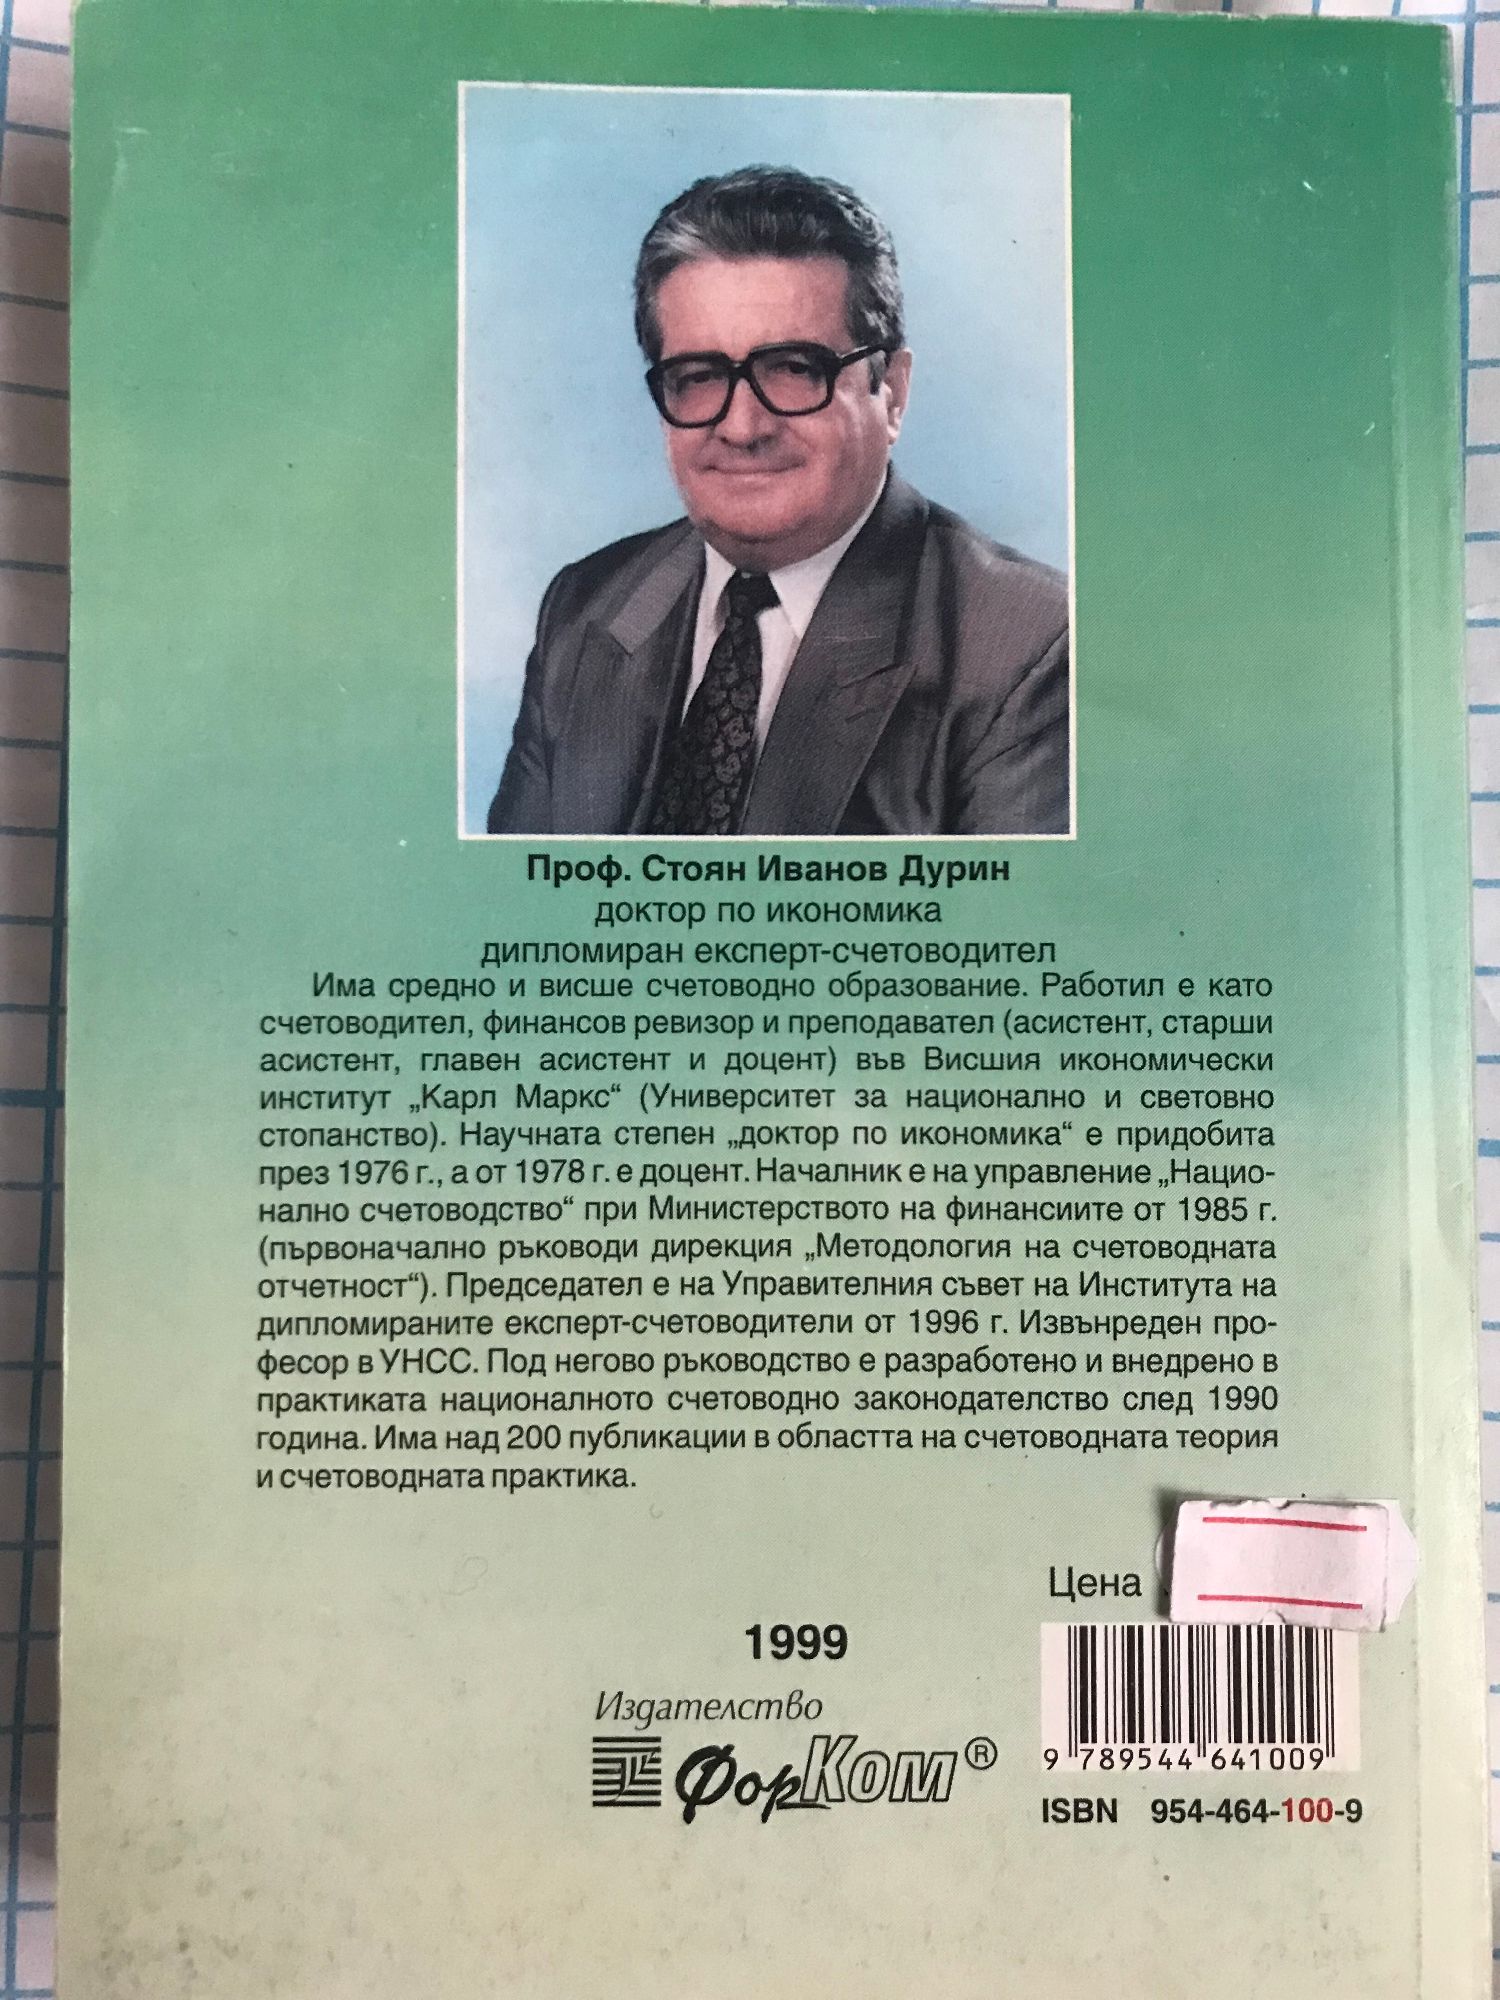 Проф. Стоян Иванов Дурин
доктор по икономика
дипломиран експерт-счетоводител
Има средно и висше счетоводно образование. Работил е като
счетоводител, финансов ревизор и преподавател (асистент, старши
асистент, главен асистент и доцент) във Висшия икономически
институт „Карл Маркс“ (Университет за национално и световно
стопанство). Научната степен „доктор по икономика“ е придобита
през 1976 г., а от 1978 г. е доцент. Началник е на управление „Нацио-
нално счетоводство“ при Министерството на финансиите от 1985 г.
(първоначално ръководи дирекция „Методология на счетоводната
отчетност“). Председател е на Управителния съвет на Института на
дипломираните експерт-счетоводители от 1996 г. Извънреден про-
фесор в УНСС. Под негово ръководство е разработено и внедрено в
практиката националното счетоводно законодателство след 1990
година. Има над 200 публикации в областта на счетоводната теория
и счетоводната практика.
Цена
1999
Издателство
ФорКом®
9 789544 641009
ISBN 954-464-100-9